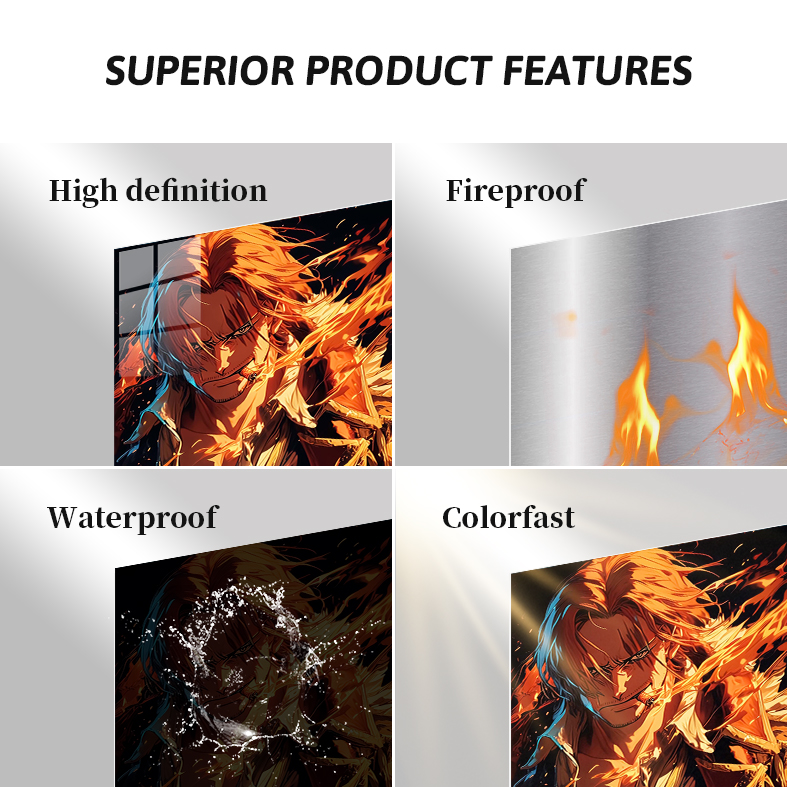 SUPERIOR PRODUCT FEATURES
High definition
Fireproof
Waterproof
Colorfast